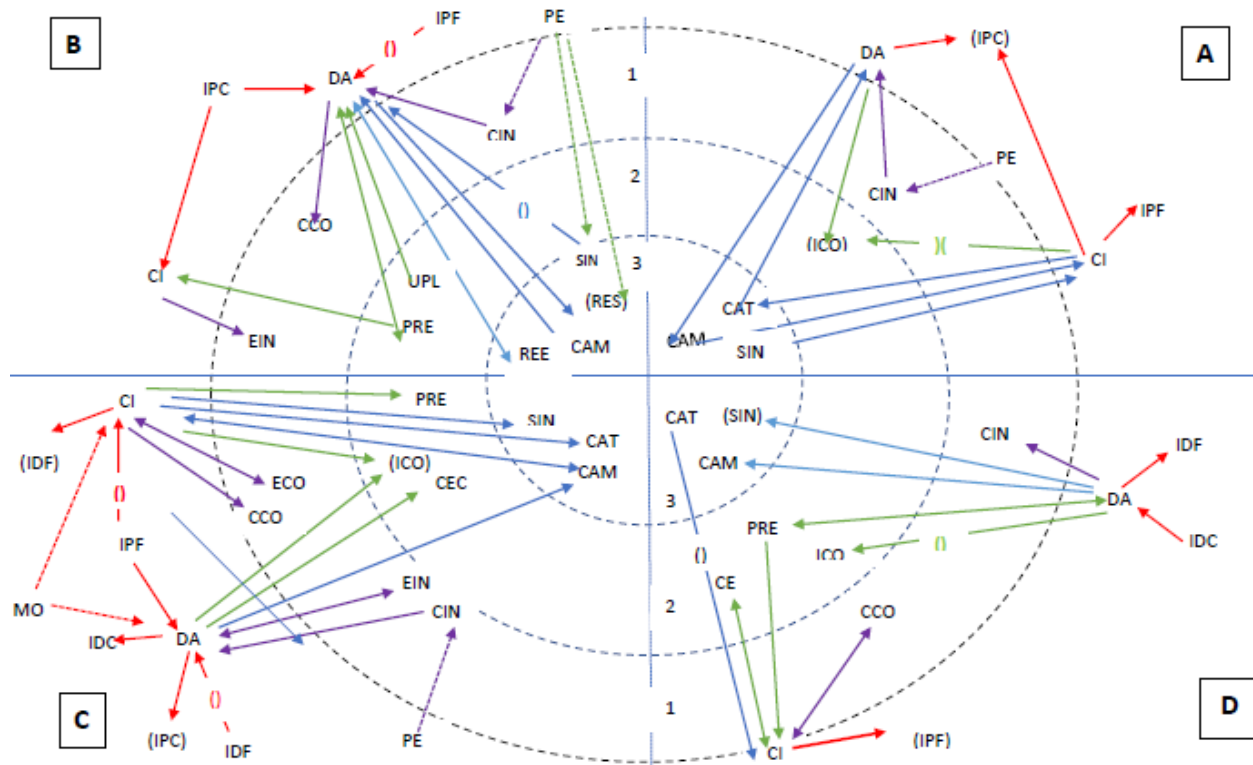 B
IPF
PE
()
DA
IPC
CIN
CCO
()
SIN
CI
UPL
(RES)
PRE
EIN
REE
CAM
1
2
3
DA
(IPC)
A
PE
CIN
IPF
(ICO)
)(
CI
CAT
CAM
SIN
CI
PRE
SIN
CAT
(IDF)
(ICO)
CAM
ECO
CEC
()
CCO
IPF
EIN
MO
CIN
DA
IDC
()
C
(IPC)
IDF
PE
CAT
(SIN)
CIN
IDF
CAM
DA
3
PRE
()
IDC
()
ICO
CE
2
CCO
1
D
CI
(IPF)